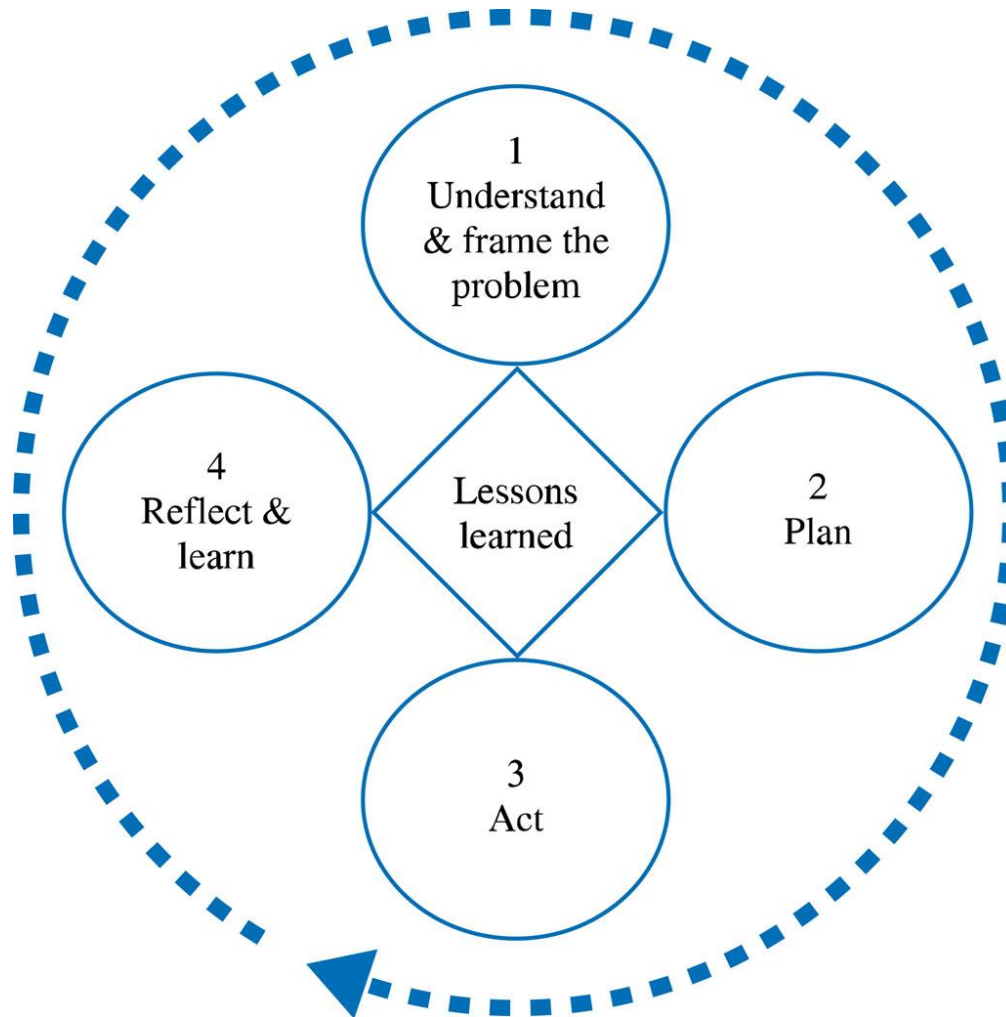 1
Understand
& frame the
problem
2
Plan
3
Act
4
Reflect &
learn
Lessons
learned